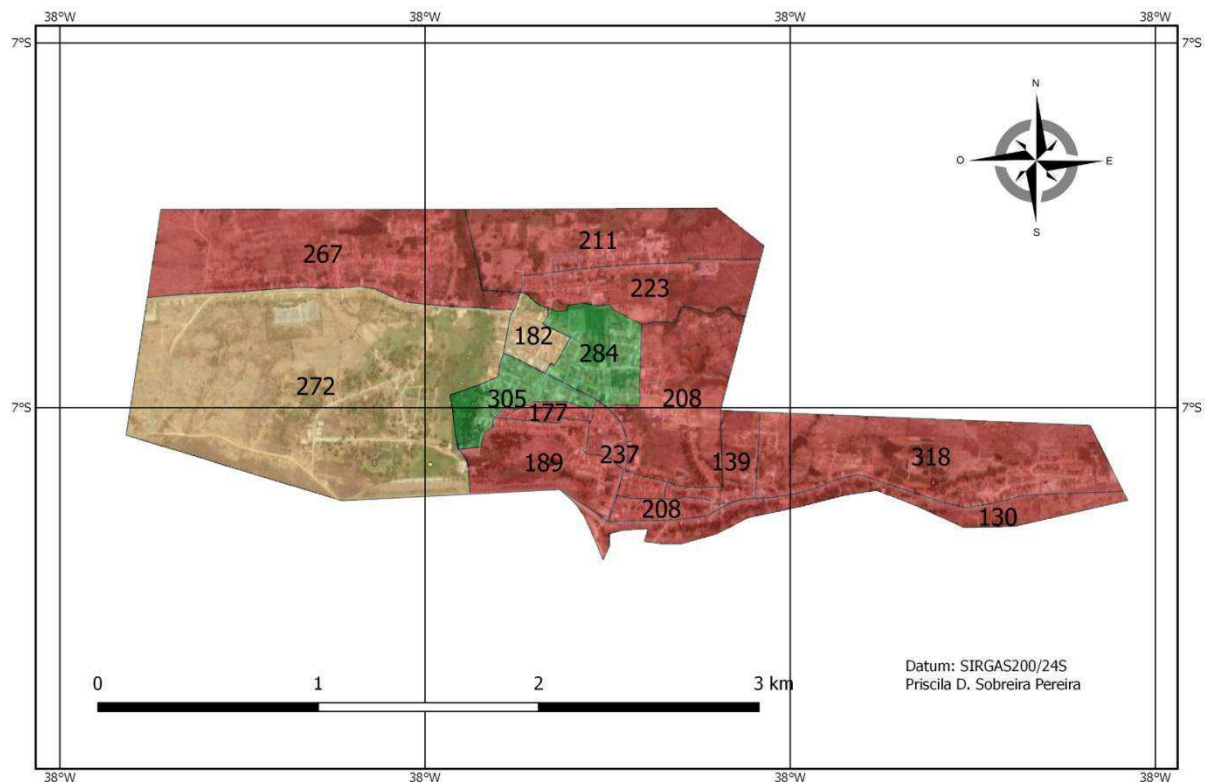 38°W 38°W 38°W 38°W
7°S 7°S
N
O E
S
211
267
223
182
284
272
305
208
177
237
318
189
139
208
130
7°S 7°S
Datum: SIRGAS200/24S
0 1 2 3 km
Priscila D. Sobreira Pereira
38°W 38°W 38°W 38°W